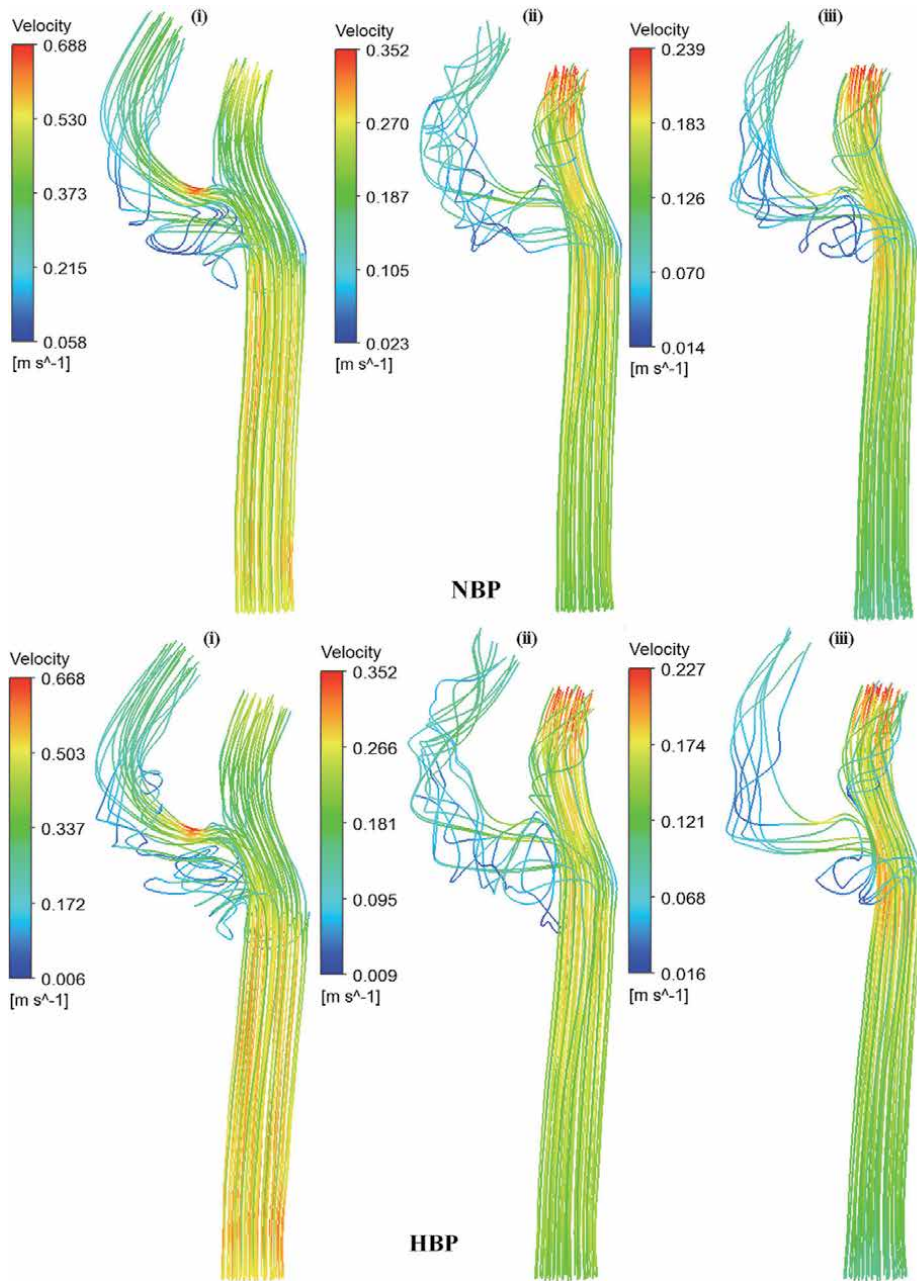 (i)
Velocity
0.688
0.530
0.373
0.215
0.058
[m s^-1]
(ii)
Velocity
0.352
0.270
0.187
0.105
0.023
[m s^-1]
(iii)
Velocity
0.239
0.183
0.126
0.070
0.014
[m s^-1]
NBP
(i)
Velocity
0.668
0.503
0.337
0.172
0.006
[m s^-1]
(ii)
Velocity
0.352
0.266
0.181
0.095
0.009
[m s^-1]
(iii)
Velocity
0.227
0.174
0.121
0.068
0.016
[m s^-1]
HBP